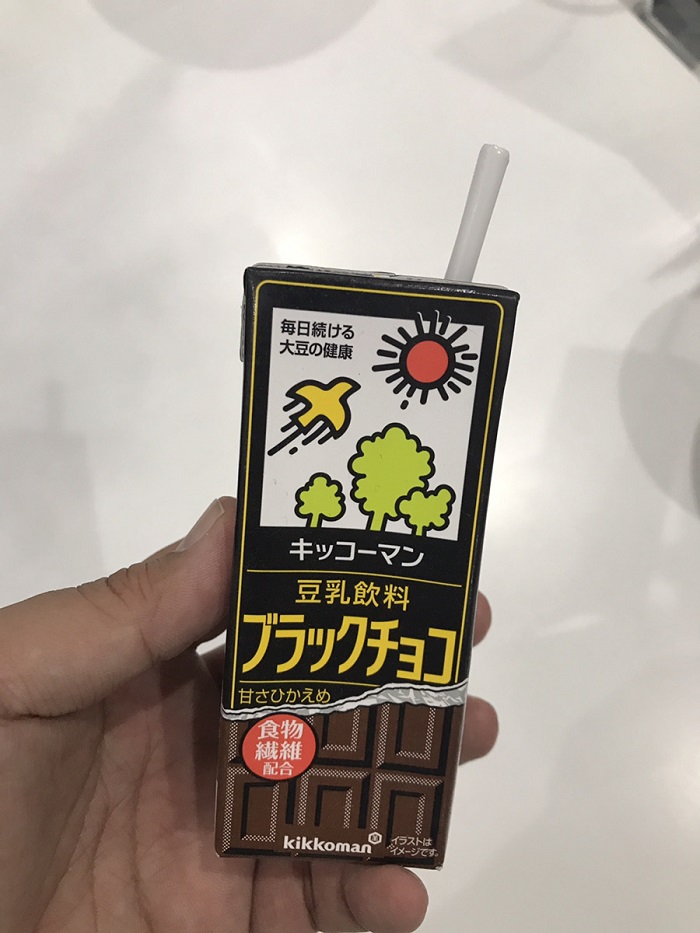 毎日続ける
大豆の健康
キッコーマン
豆乳飲料
ブラックチョコ
甘さひかえめ
食物
繊維
配合
kikkoman
イラストは
イメージです。